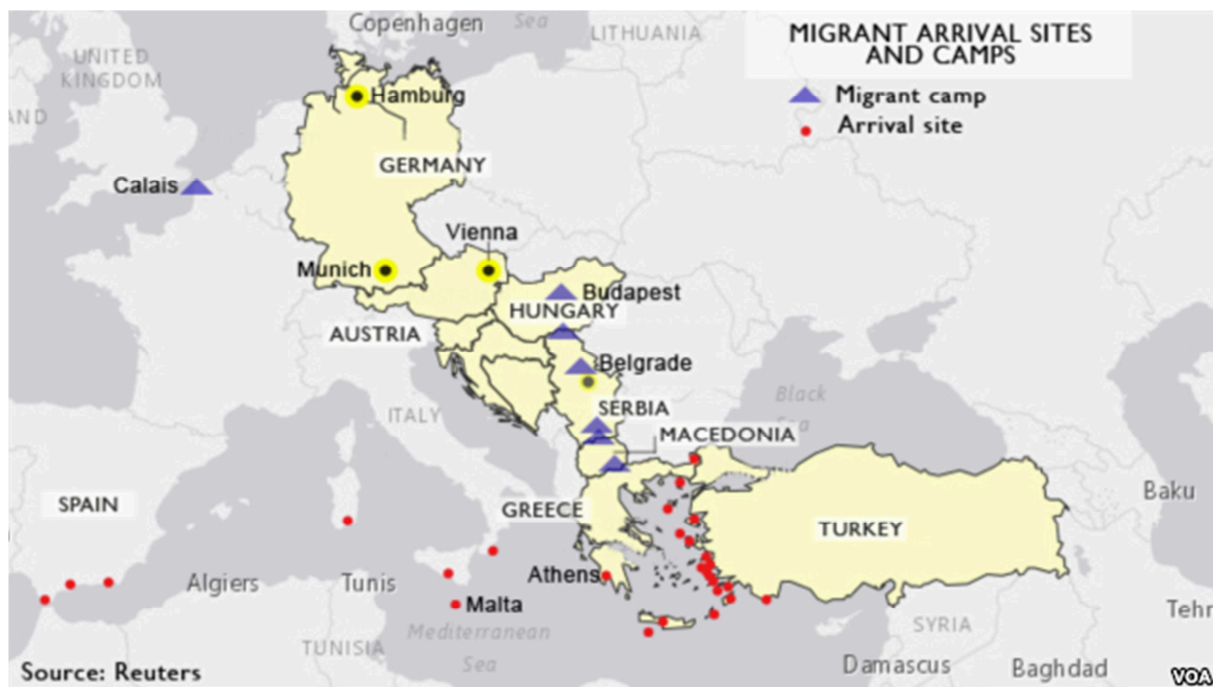 Copenhagen
Sea
LITHUANIA
MIGRANT ARRIVAL SITES
AND CAMPS
UNITED
KINGDOM
Migrant camp
Hamburg
AND
Arrival site
GERMANY
Calais
Vienna
Munich
Budapest
HUNGARY
AUSTRIA
Belgrade
Black
Sea
ITALY
SERBIA
MACEDONIA
SPAIN
GREECE
Baku
TURKEY
Athens
Algiers
Tunis
Malta
Tehr
Mediterranean
Sea
TUNISIA
SYRIA
Damascus
Baghdad
Source: Reuters
VOA